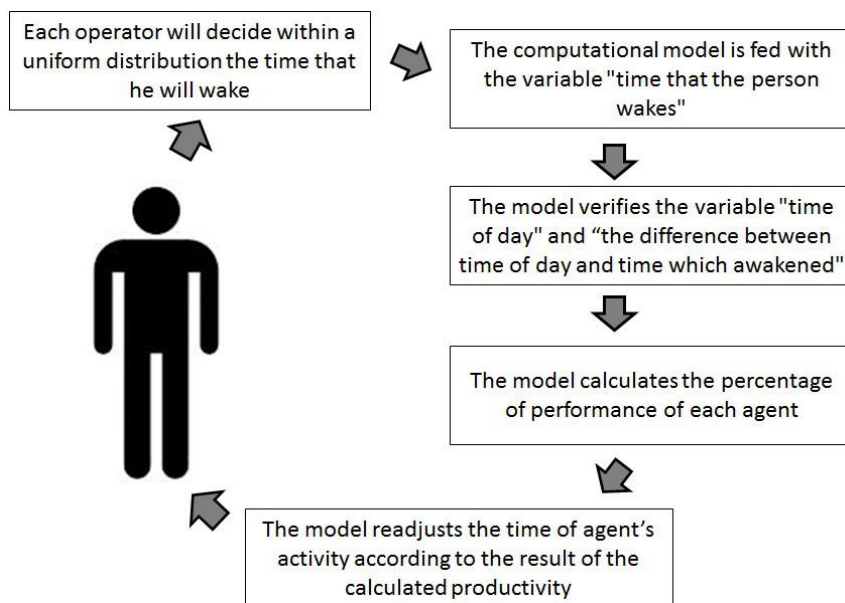 Each operator will decide within a
uniform distribution the time that
he will wake
The computational model is fed with
the variable "time that the person
wakes"
The model verifies the variable "time
of day" and “the difference between
time of day and time which awakened"
The model calculates the percentage
of performance of each agent
The model readjusts the time of agent’s
activity according to the result of the
calculated productivity